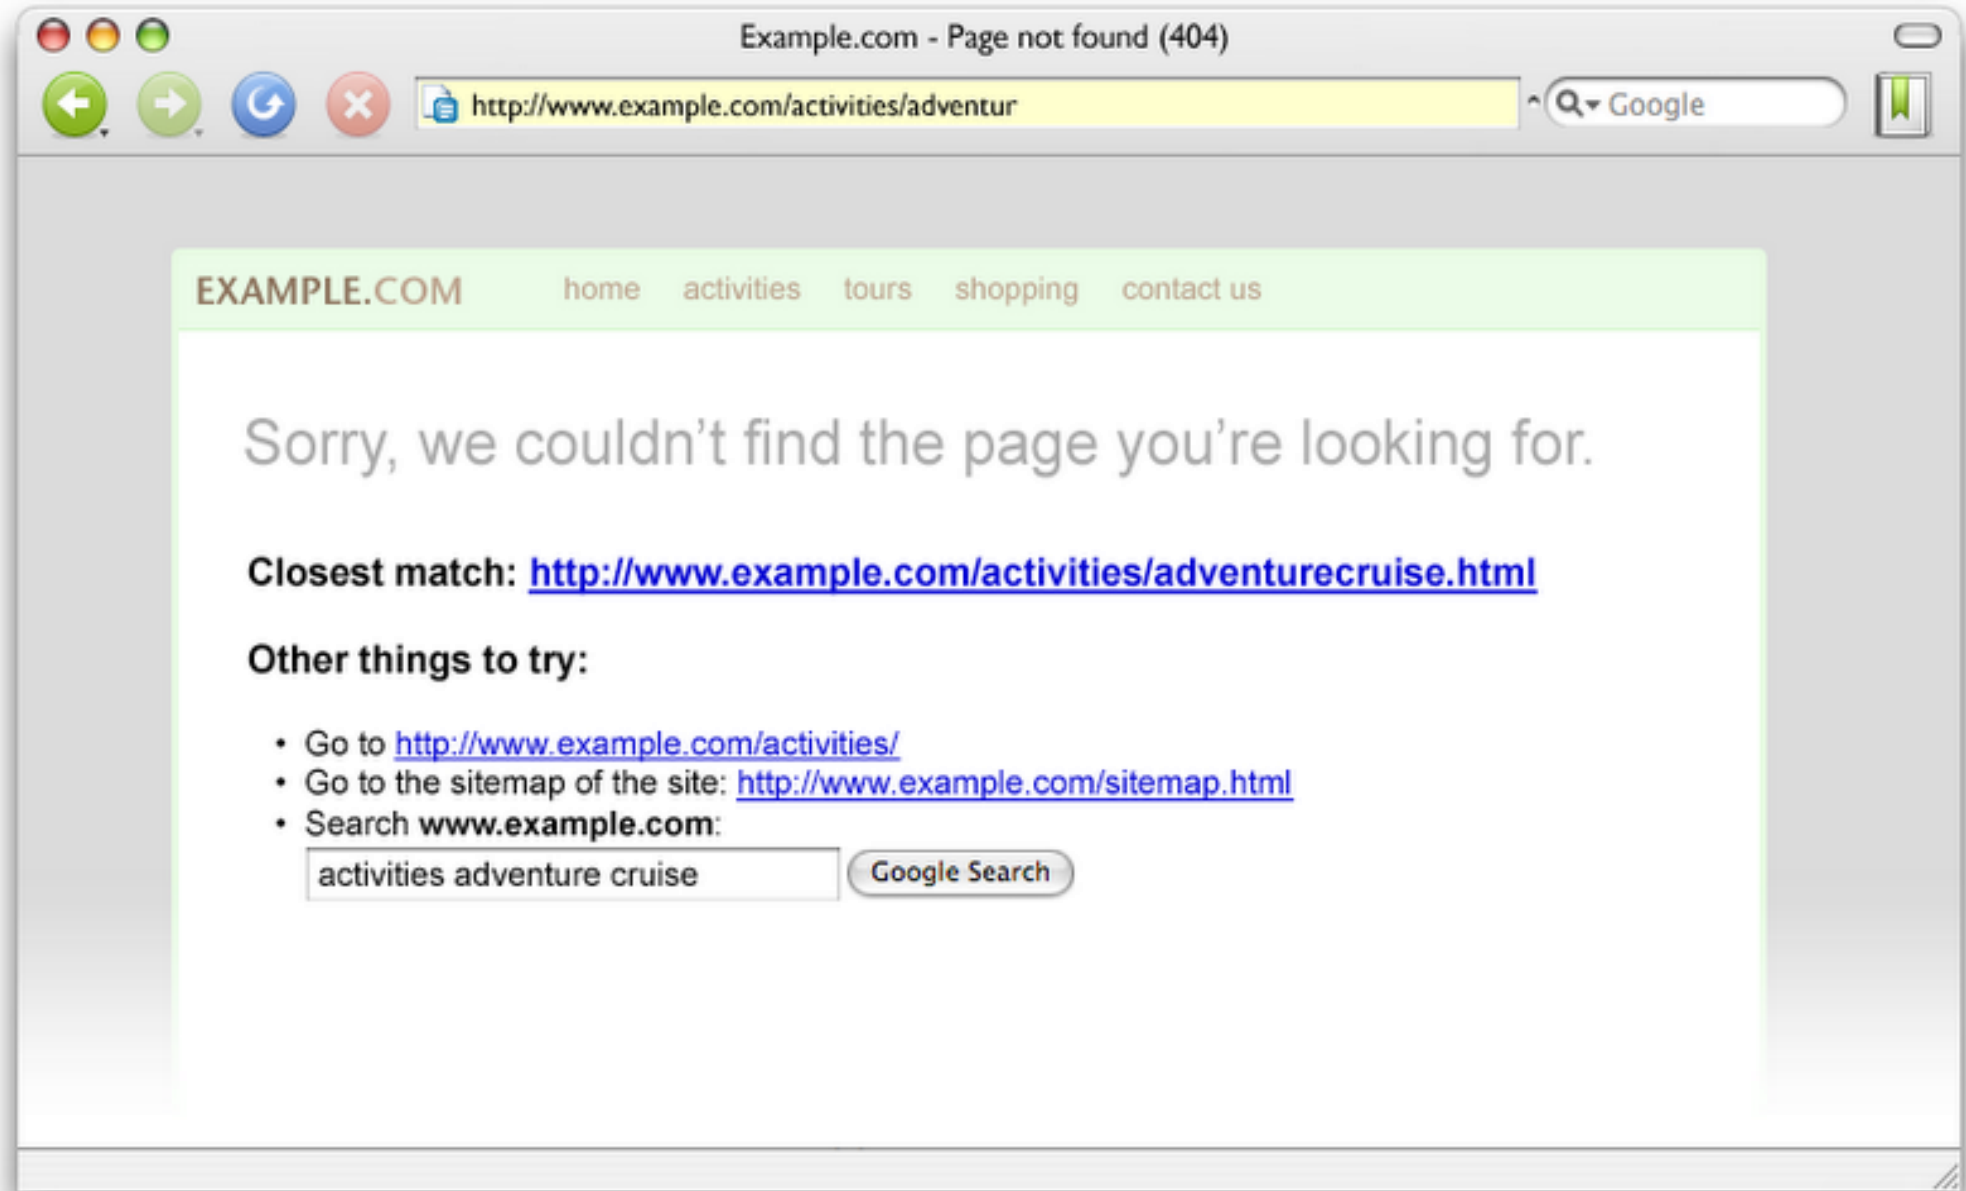 Example.com - Page not found (404)
http://www.example.com/activities/adventur
Google
EXAMPLE.COM home activities tours shopping contact us
Sorry, we couldn’t find the page you’re looking for.
Closest match: http://www.example.com/activities/adventurecruise.html
Other things to try:
• Go to http://www.example.com/activities/
• Go to the sitemap of the site: http://www.example.com/sitemap.html
• Search www.example.com:
activities adventure cruise Google Search